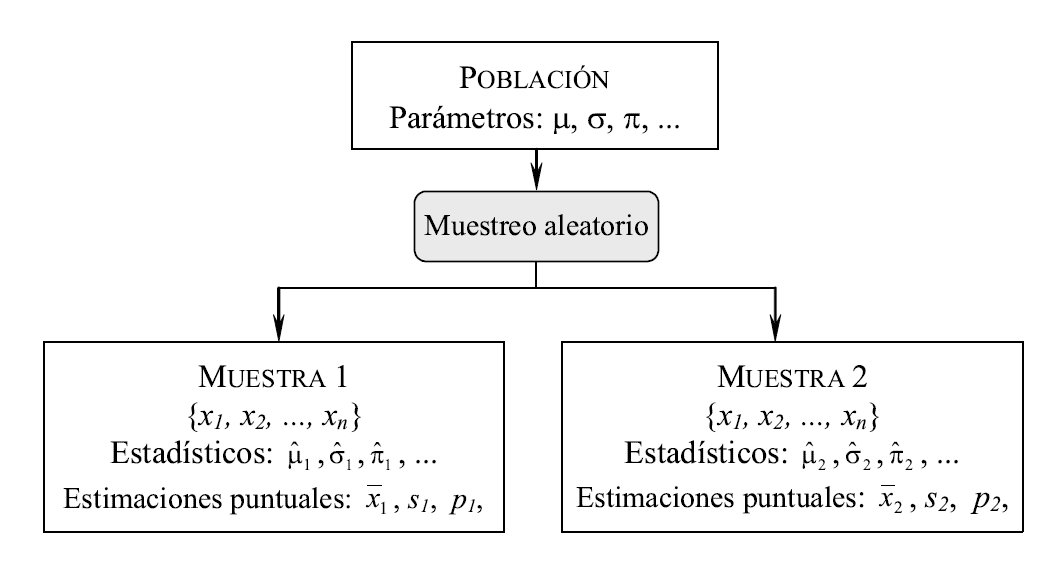 POBLACIÓN
Parámetros: μ, σ, π, ...
Muestreo aleatorio
MUESTRA 1
{x₁, x₂, ..., xₙ}
Estadísticos: μ̂₁ , σ̂₁ , π̂₁ , ...
Estimaciones puntuales: x̄₁ , s₁, p₁,
MUESTRA 2
{x₁, x₂, ..., xₙ}
Estadísticos: μ̂₂ , σ̂₂ , π̂₂ , ...
Estimaciones puntuales: x̄₂ , s₂, p₂,